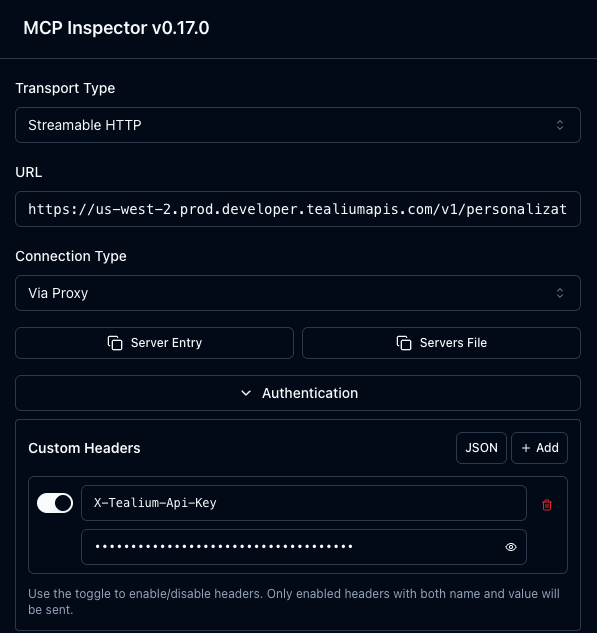 MCP Inspector v0.17.0
Transport Type
Streamable HTTP
URL
https://us-west-2.prod.developer.tealiumapis.com/v1/personalizat
Connection Type
Via Proxy
Server Entry
Servers File
Authentication
Custom Headers
JSON
+ Add
X-Tealium-Api-Key
••••••••••••••••••••••••••••••••••••
Use the toggle to enable/disable headers. Only enabled headers with both name and value will
be sent.